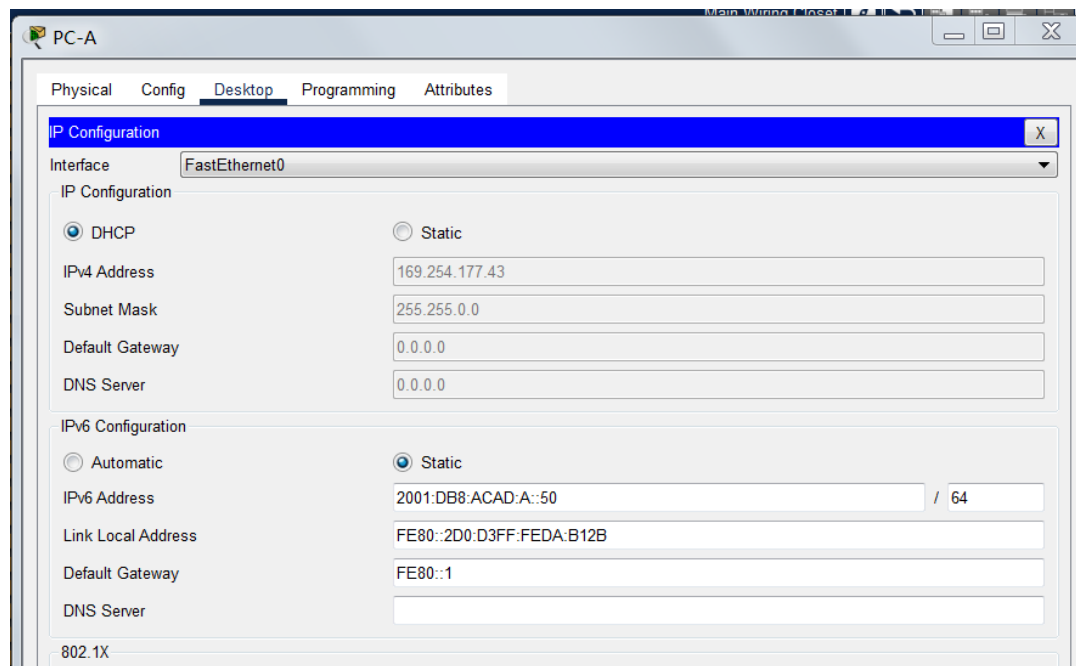 Main Wiring Closet
PC-A
Physical Config Desktop Programming Attributes
IP Configuration X
Interface FastEthernet0
IP Configuration
DHCP Static
IPv4 Address 169.254.177.43
Subnet Mask 255.255.0.0
Default Gateway 0.0.0.0
DNS Server 0.0.0.0
IPv6 Configuration
Automatic Static
IPv6 Address 2001:DB8:ACAD:A::50 / 64
Link Local Address FE80::2D0:D3FF:FEDA:B12B
Default Gateway FE80::1
DNS Server
802.1X